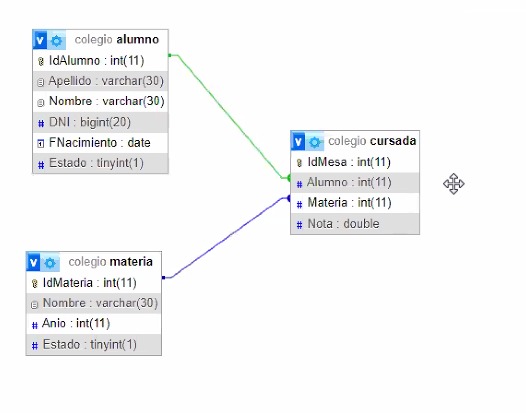 colegio alumno
IdAlumno : int(11)
Apellido : varchar(30)
Nombre : varchar(30)
# DNI : bigint(20)
FNacimiento : date
# Estado : tinyint(1)
colegio cursada
IdMesa : int(11)
# Alumno : int(11)
# Materia : int(11)
# Nota : double
colegio materia
IdMateria : int(11)
Nombre : varchar(30)
# Anio : int(11)
# Estado : tinyint(1)